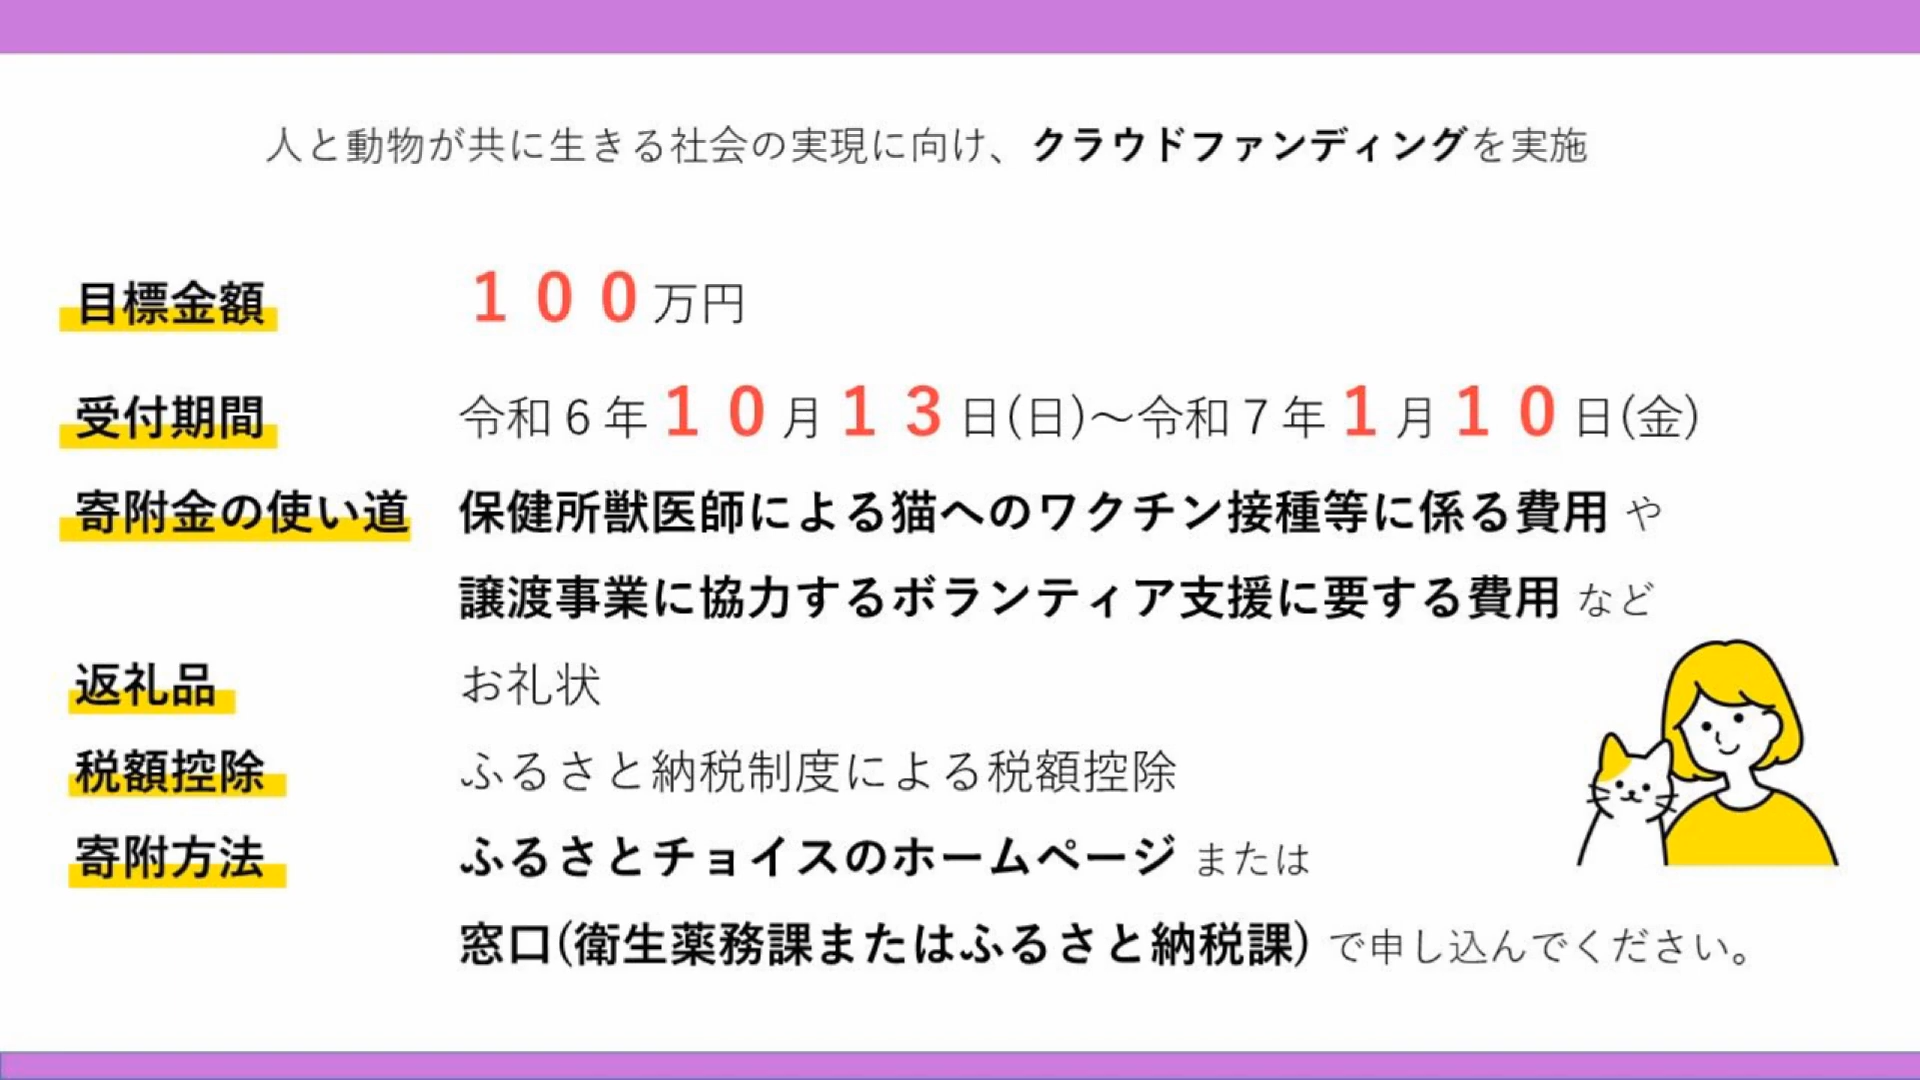 人と動物が共に生きる社会の実現に向け、クラウドファンディングを実施
目標金額 １００万円
受付期間 令和６年１０月１３日(日)～令和７年１月１０日(金)
寄附金の使い道 保健所獣医師による猫へのワクチン接種等に係る費用 や
譲渡事業に協力するボランティア支援に要する費用 など
返礼品 お礼状
税額控除 ふるさと納税制度による税額控除
寄附方法 ふるさとチョイスのホームページ または
窓口(衛生薬務課またはふるさと納税課) で申し込んでください。